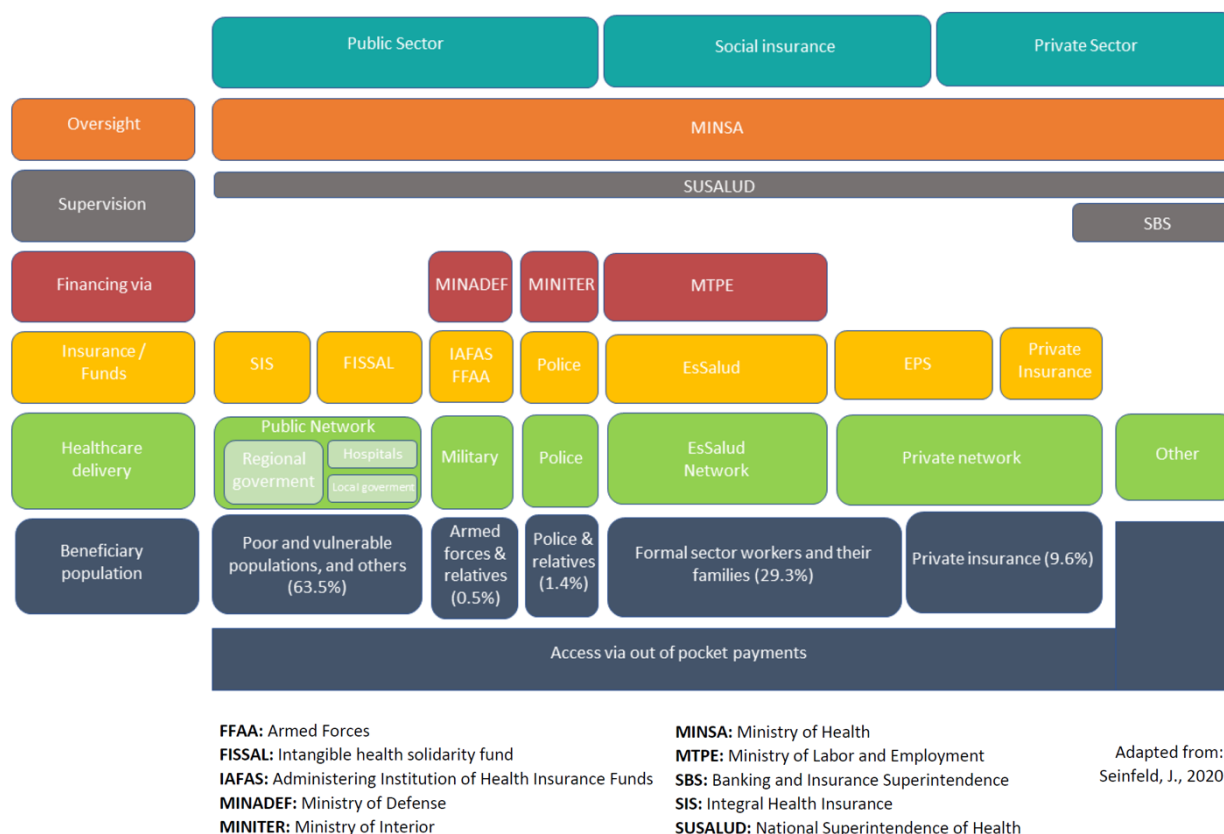 Public Sector
Social insurance
Private Sector
Oversight
MINSA
Supervision
SUSALUD
SBS
Financing via
MINADEF
MINITER
MTPE
Insurance /
Funds
SIS
FISSAL
IAFAS
FFAA
Police
EsSalud
EPS
Private
Insurance
Healthcare
delivery
Public Network
Regional
goverment
Hospitals
Local goverment
Military
Police
EsSalud
Network
Private network
Other
Beneficiary
population
Poor and vulnerable
populations, and others
(63.5%)
Armed
forces &
relatives
(0.5%)
Police &
relatives
(1.4%)
Formal sector workers and their
families (29.3%)
Private insurance (9.6%)
Access via out of pocket payments
FFAA: Armed Forces
FISSAL: Intangible health solidarity fund
IAFAS: Administering Institution of Health Insurance Funds
MINADEF: Ministry of Defense
MINITER: Ministry of Interior
MINSA: Ministry of Health
MTPE: Ministry of Labor and Employment
SBS: Banking and Insurance Superintendence
SIS: Integral Health Insurance
SUSALUD: National Superintendence of Health
Adapted from:
Seinfeld, J., 2020